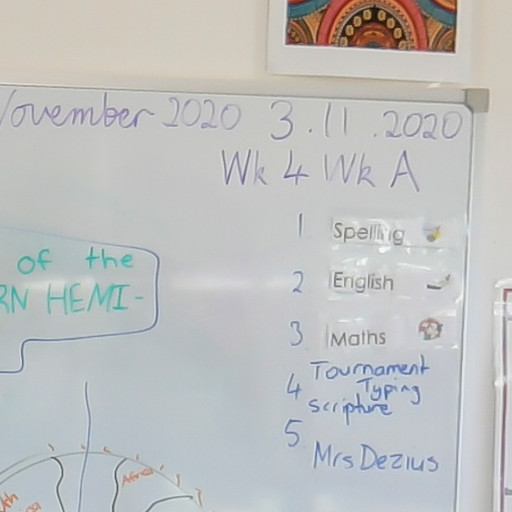 November 2020 3.11.2020
Wk 4 Wk A
of the
RN HEMI-
1 Spelling
2 English
3 Maths
4 Tournament
Typing
Scripture
5
Mrs Dezius
Africa